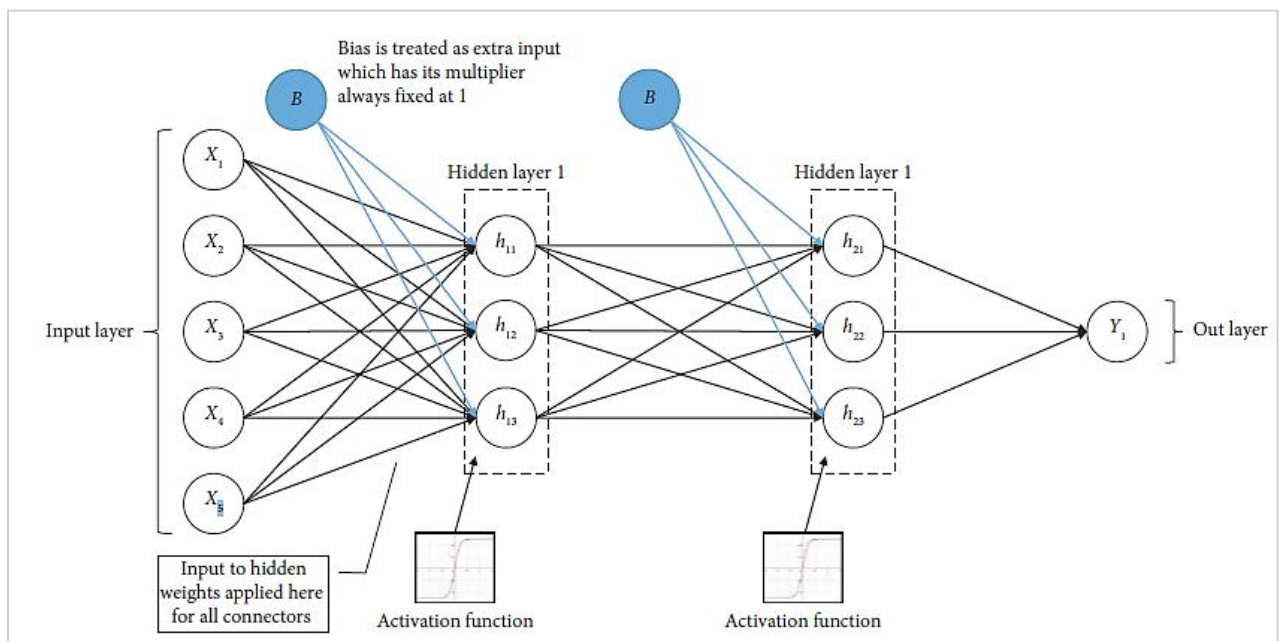 Bias is treated as extra input
which has its multiplier
always fixed at 1
B
B
X1
X2
X3
X4
X5
Input layer
Hidden layer 1
h11
h12
h13
Hidden layer 1
h21
h22
h23
Y1
Out layer
Input to hidden
weights applied here
for all connectors
Activation function
Activation function